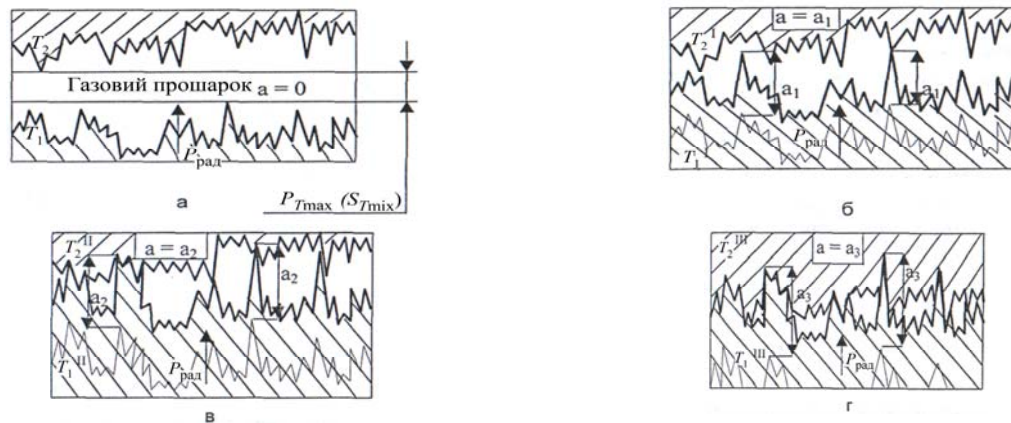 T₂
Газовий прошарок a = 0
T₁
Pрад
а
PTmax (STmix)
a = a₁
T₂ᴵ
a₁
a₁
Pрад
T₁ᴵ
б
T₂ᴵᴵ
a = a₂
a₂
a₂
T₁ᴵᴵ
Pрад
в
T₂ᴵᴵᴵ
a = a₃
a₃
a₃
T₁ᴵᴵᴵ
Pрад
г